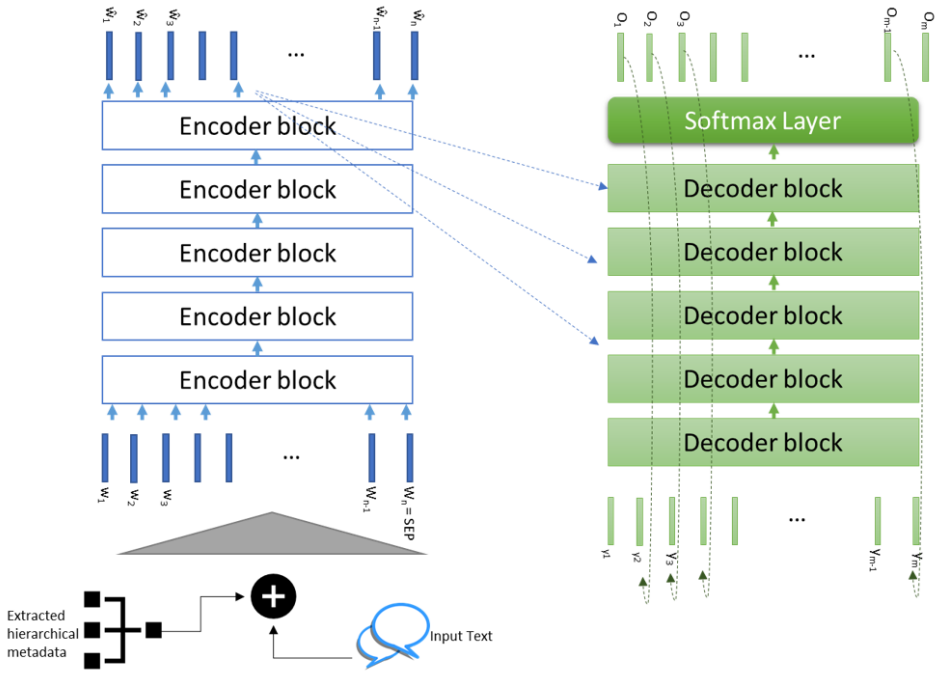 ŵ1 ŵ2 ŵ3 ... ŵn-1 ŵn
Encoder block
Encoder block
Encoder block
Encoder block
Encoder block
...
w1 w2 w3 Wn-1 Wn = SEP
Extracted
hierarchical
metadata
Input Text
O1 O2 O3 ... Om-1 Om
Softmax Layer
Decoder block
Decoder block
Decoder block
Decoder block
Decoder block
...
y1 y2 y3 ym-1 ym